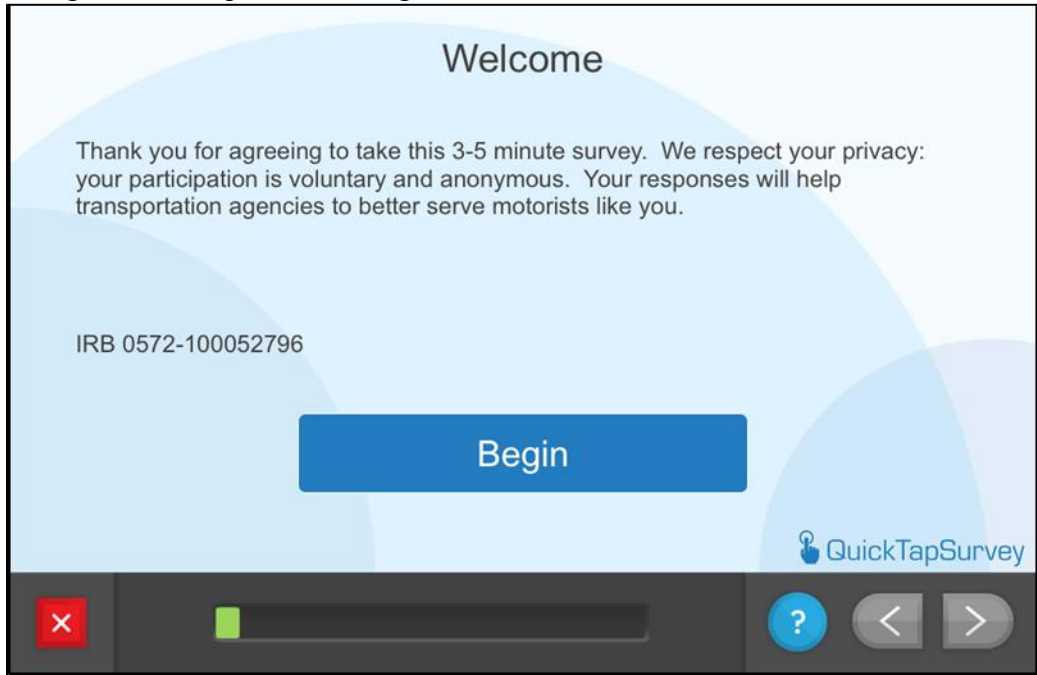 Welcome
Thank you for agreeing to take this 3-5 minute survey.  We respect your privacy:
your participation is voluntary and anonymous.  Your responses will help
transportation agencies to better serve motorists like you.
IRB 0572-100052796
Begin
QuickTapSurvey
?